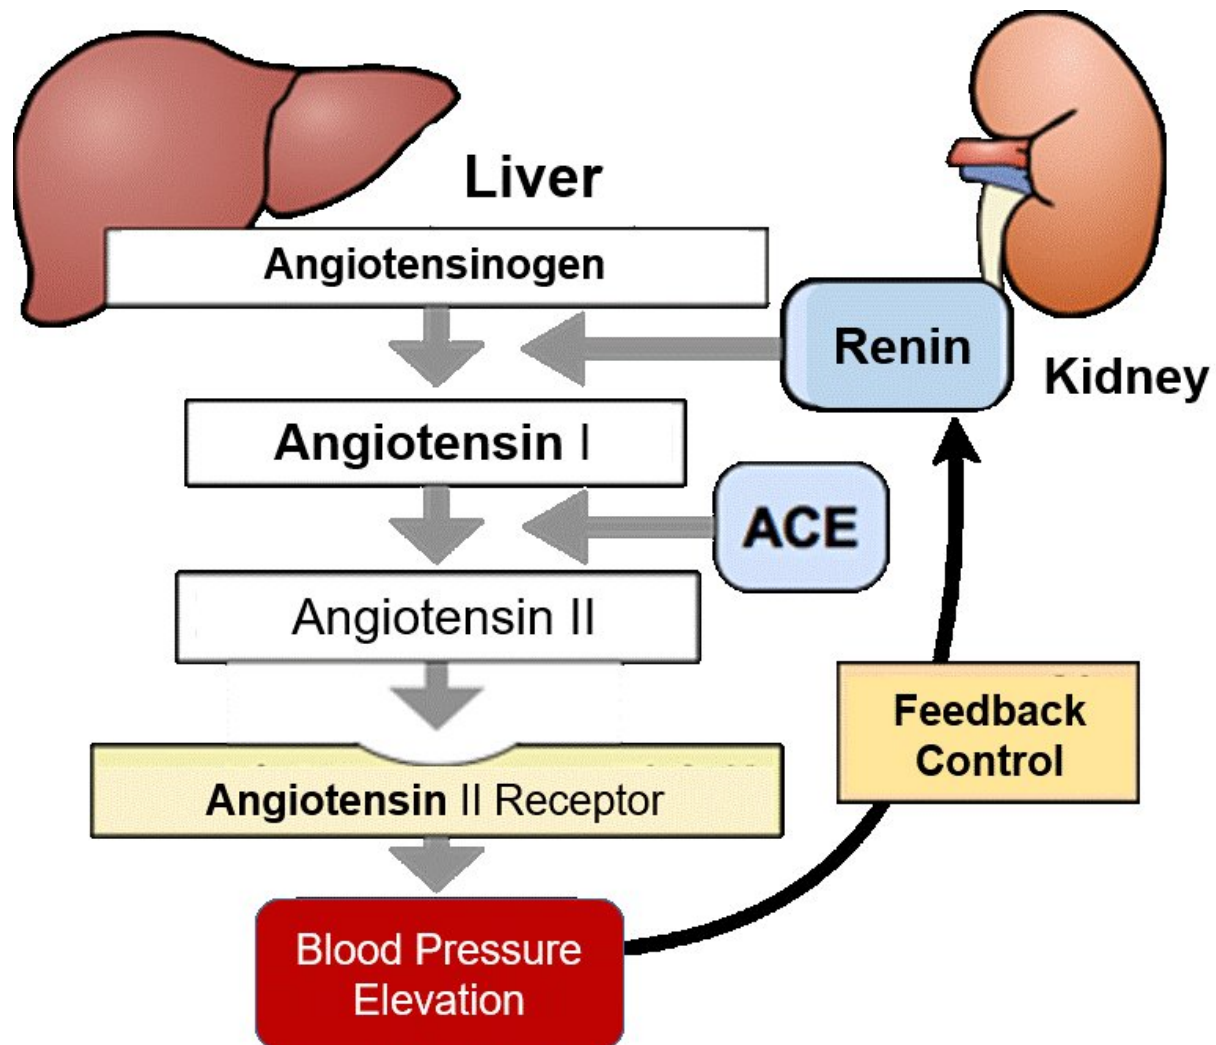 Liver
Angiotensinogen
Renin
Kidney
Angiotensin I
ACE
Angiotensin II
Feedback
Control
Angiotensin II Receptor
Blood Pressure
Elevation